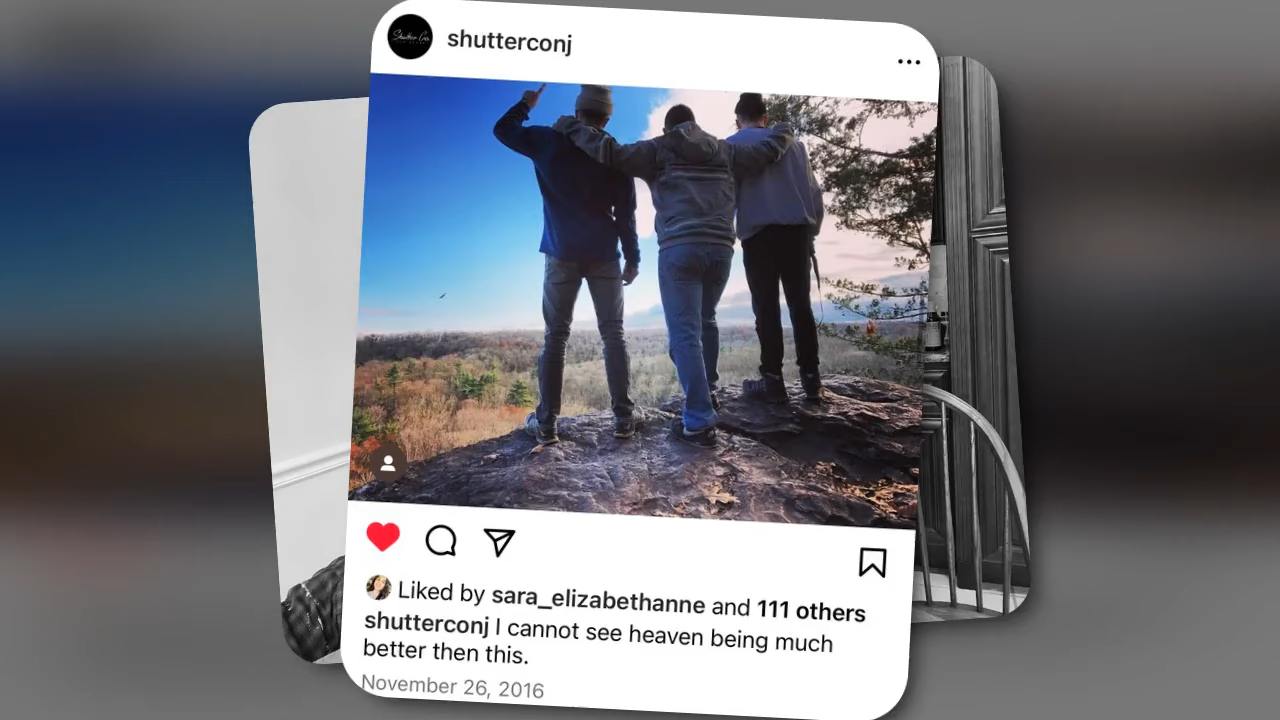 shutterconj
Liked by sara_elizabethanne and 111 others
shutterconj I cannot see heaven being much
better then this.
November 26, 2016